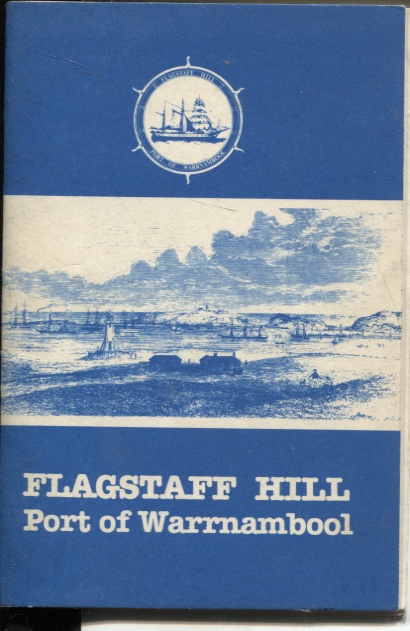 FLAGSTAFF HILL
PORT OF WARRNAMBOOL
FLAGSTAFF HILL
Port of Warrnambool